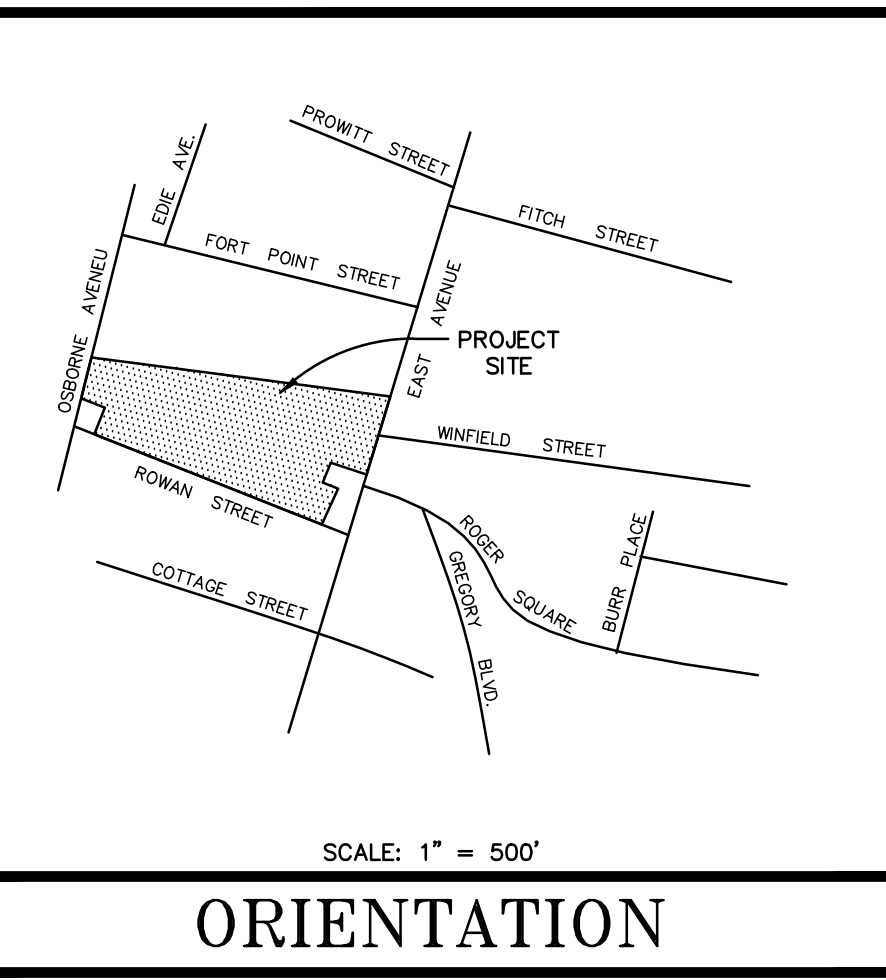 PROWITT STREET
EDIE AVE.
FITCH STREET
FORT POINT STREET
OSBORNE AVENEU
EAST AVENUE
PROJECT
SITE
WINFIELD STREET
ROWAN STREET
ROGER SQUARE
GREGORY BLVD.
BURR PLACE
COTTAGE STREET
SCALE: 1" = 500'
ORIENTATION